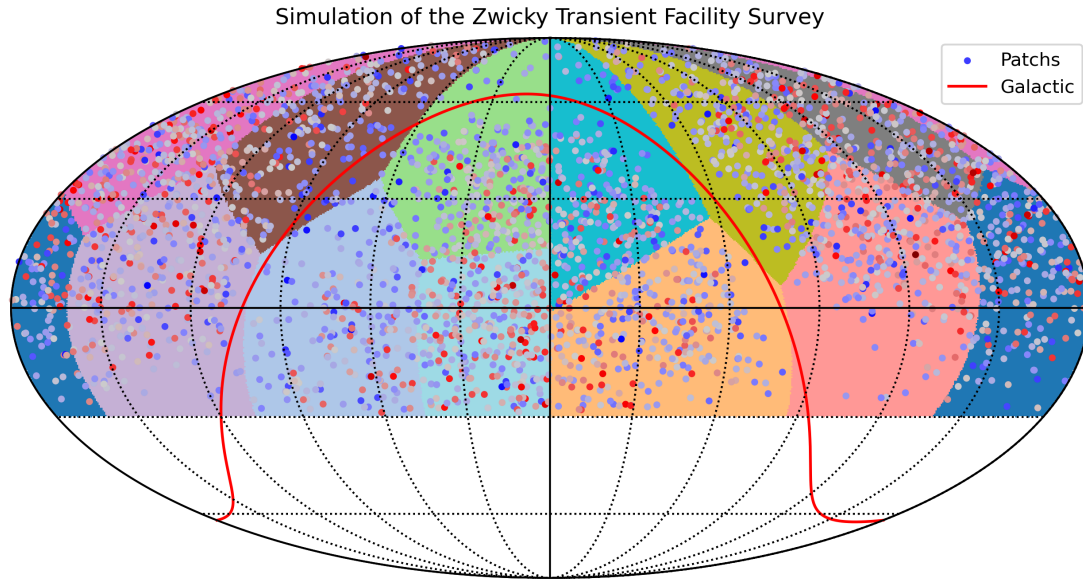 Simulation of the Zwicky Transient Facility Survey
Patchs
Galactic